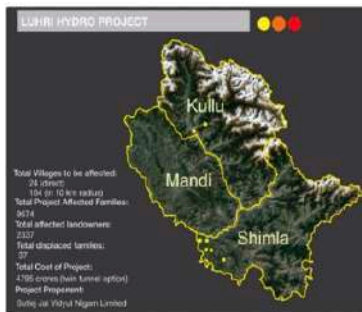 LUHRI HYDRO PROJECT
Kullu
Mandi
Shimla
Total Villages to be affected:
24 (direct)
104 (in 10 km radius)
Total Project Affected Families:
9674
Total affected landowners:
2337
Total displaced families:
37
Total Cost of Project:
4795 crores (twin tunnel option)
Project Proponent:
Sutlej Jal Vidyut Nigam Limited